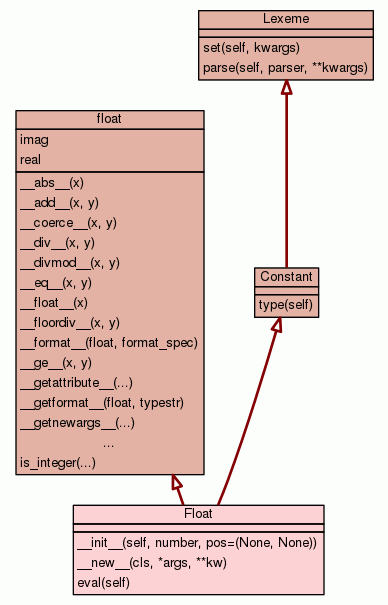 Lexeme
set(self, kwargs)
parse(self, parser, **kwargs)
float
imag
real
__abs__(x)
__add__(x, y)
__coerce__(x, y)
__div__(x, y)
__divmod__(x, y)
__eq__(x, y)
__float__(x)
__floordiv__(x, y)
__format__(float, format_spec)
__ge__(x, y)
__getattribute__(...)
__getformat__(float, typestr)
__getnewargs__(...)
...
is_integer(...)
Constant
type(self)
Float
__init__(self, number, pos=(None, None))
__new__(cls, *args, **kw)
eval(self)